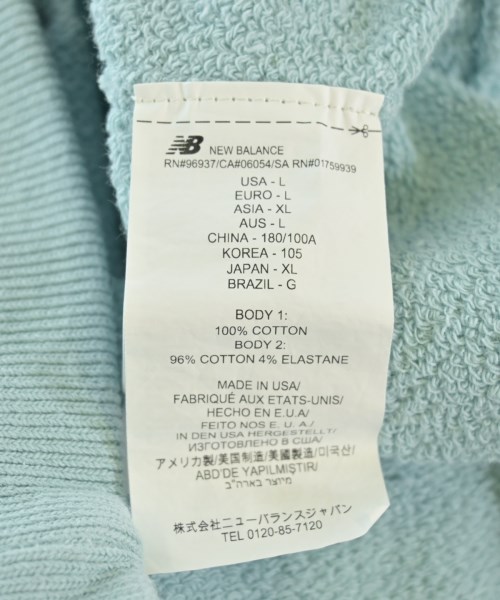 NB NEW BALANCE
RN#96937/CA#06054/SA RN#01759939
USA - L
EURO - L
ASIA - XL
AUS - L
CHINA - 180/100A
KOREA - 105
JAPAN - XL
BRAZIL - G
BODY 1:
100% COTTON
BODY 2:
96% COTTON 4% ELASTANE
MADE IN USA/
FABRIQUÉ AUX ETATS-UNIS/
HECHO EN E.U.A/
FEITO NOS E. U. A./
IN DEN USA HERGESTELLT/
ИЗГОТОВЛЕНО В США/
アメリカ製/美国制造/美國製造/미국산/
ABD'DE YAPILMIŞTIR/
מיוצר בארה"ב
株式会社ニューバランスジャパン
TEL 0120-85-7120